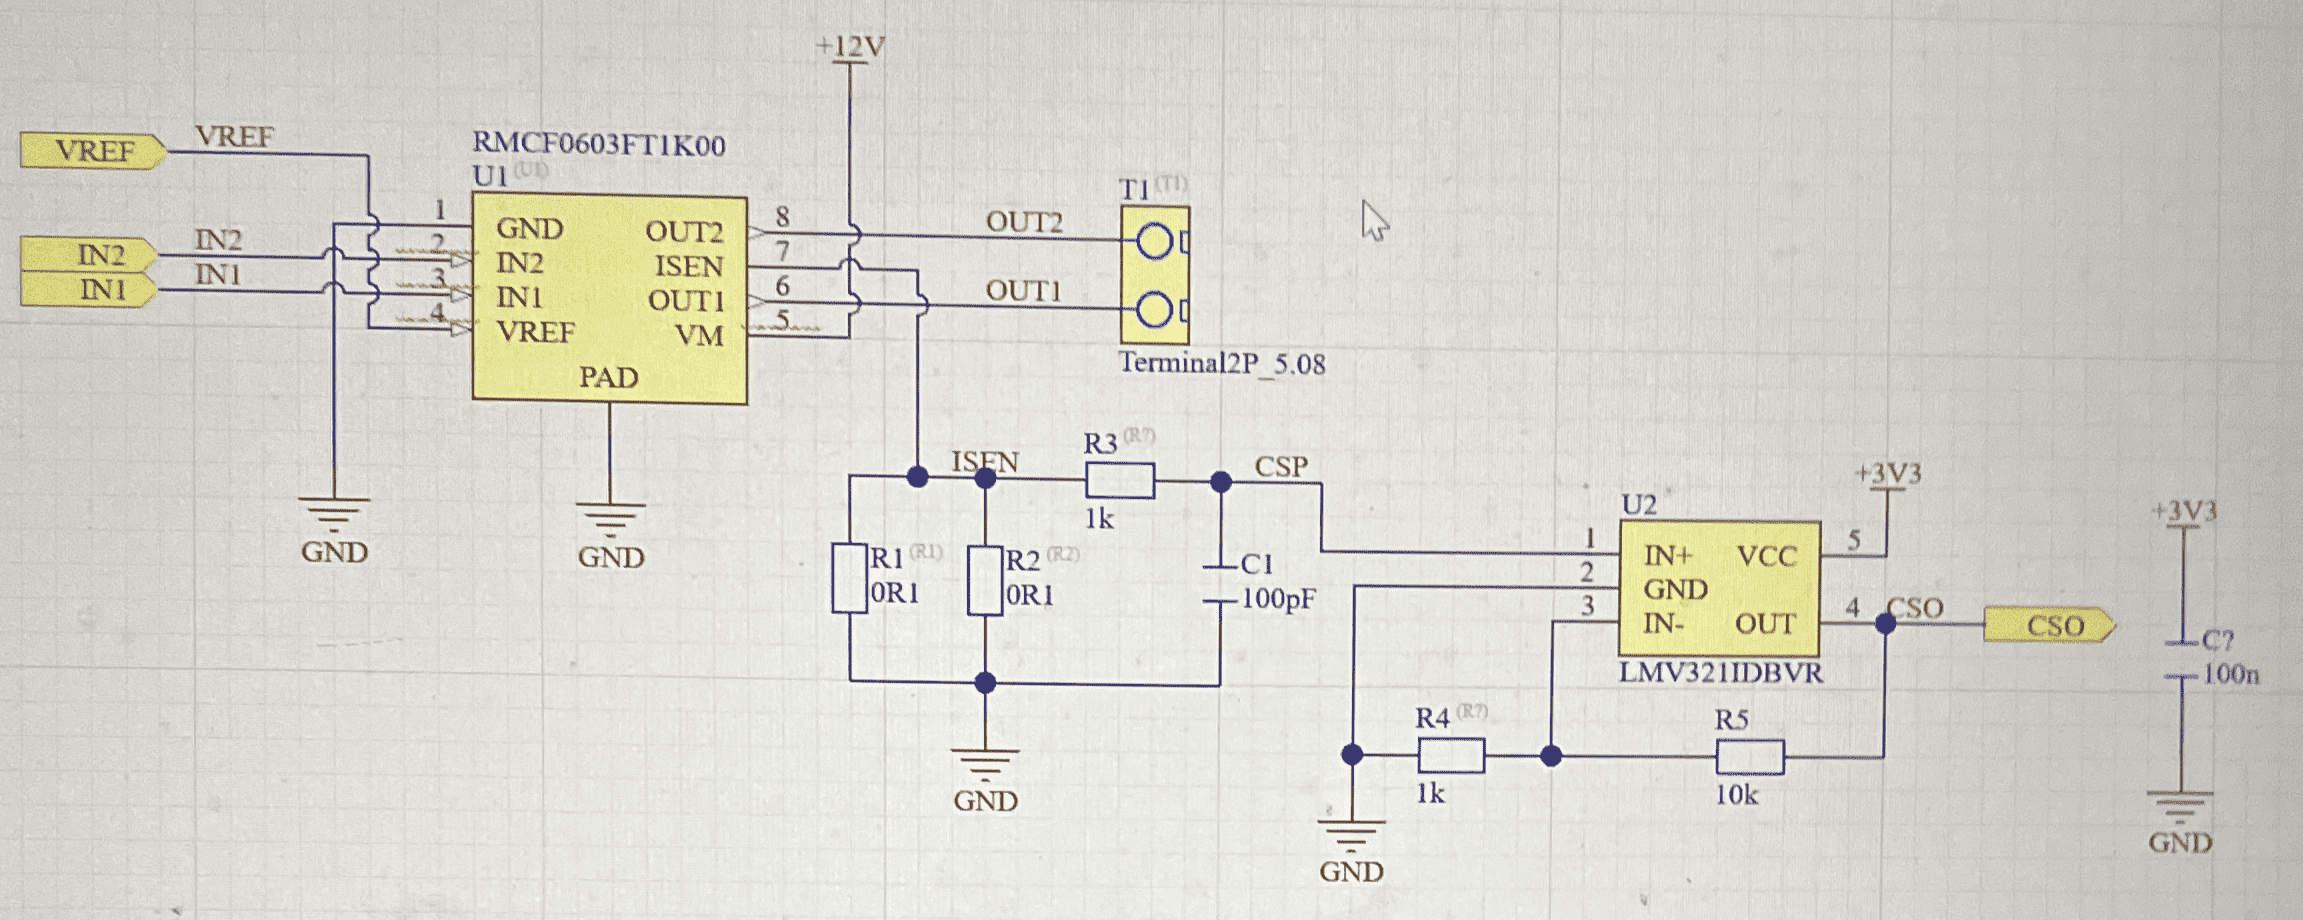 +12V
VREF
VREF
RMCF0603FT1K00
U1 (U1)
IN2
IN2
IN1
IN1
1
2
3
4
GND
IN2
IN1
VREF
OUT2
ISEN
OUT1
VM
PAD
8
7
6
5
OUT2
OUT1
T1 (T1)
Terminal2P_5.08
GND
GND
ISEN
R3 (R?)
1k
CSP
R1 (R1)
0R1
R2 (R2)
0R1
C1
100pF
GND
U2
+3V3
1
2
3
IN+
GND
IN-
VCC
OUT
5
4
CSO
CSO
LMV321IDBVR
R4 (R?)
1k
R5
10k
GND
+3V3
C?
100n
GND